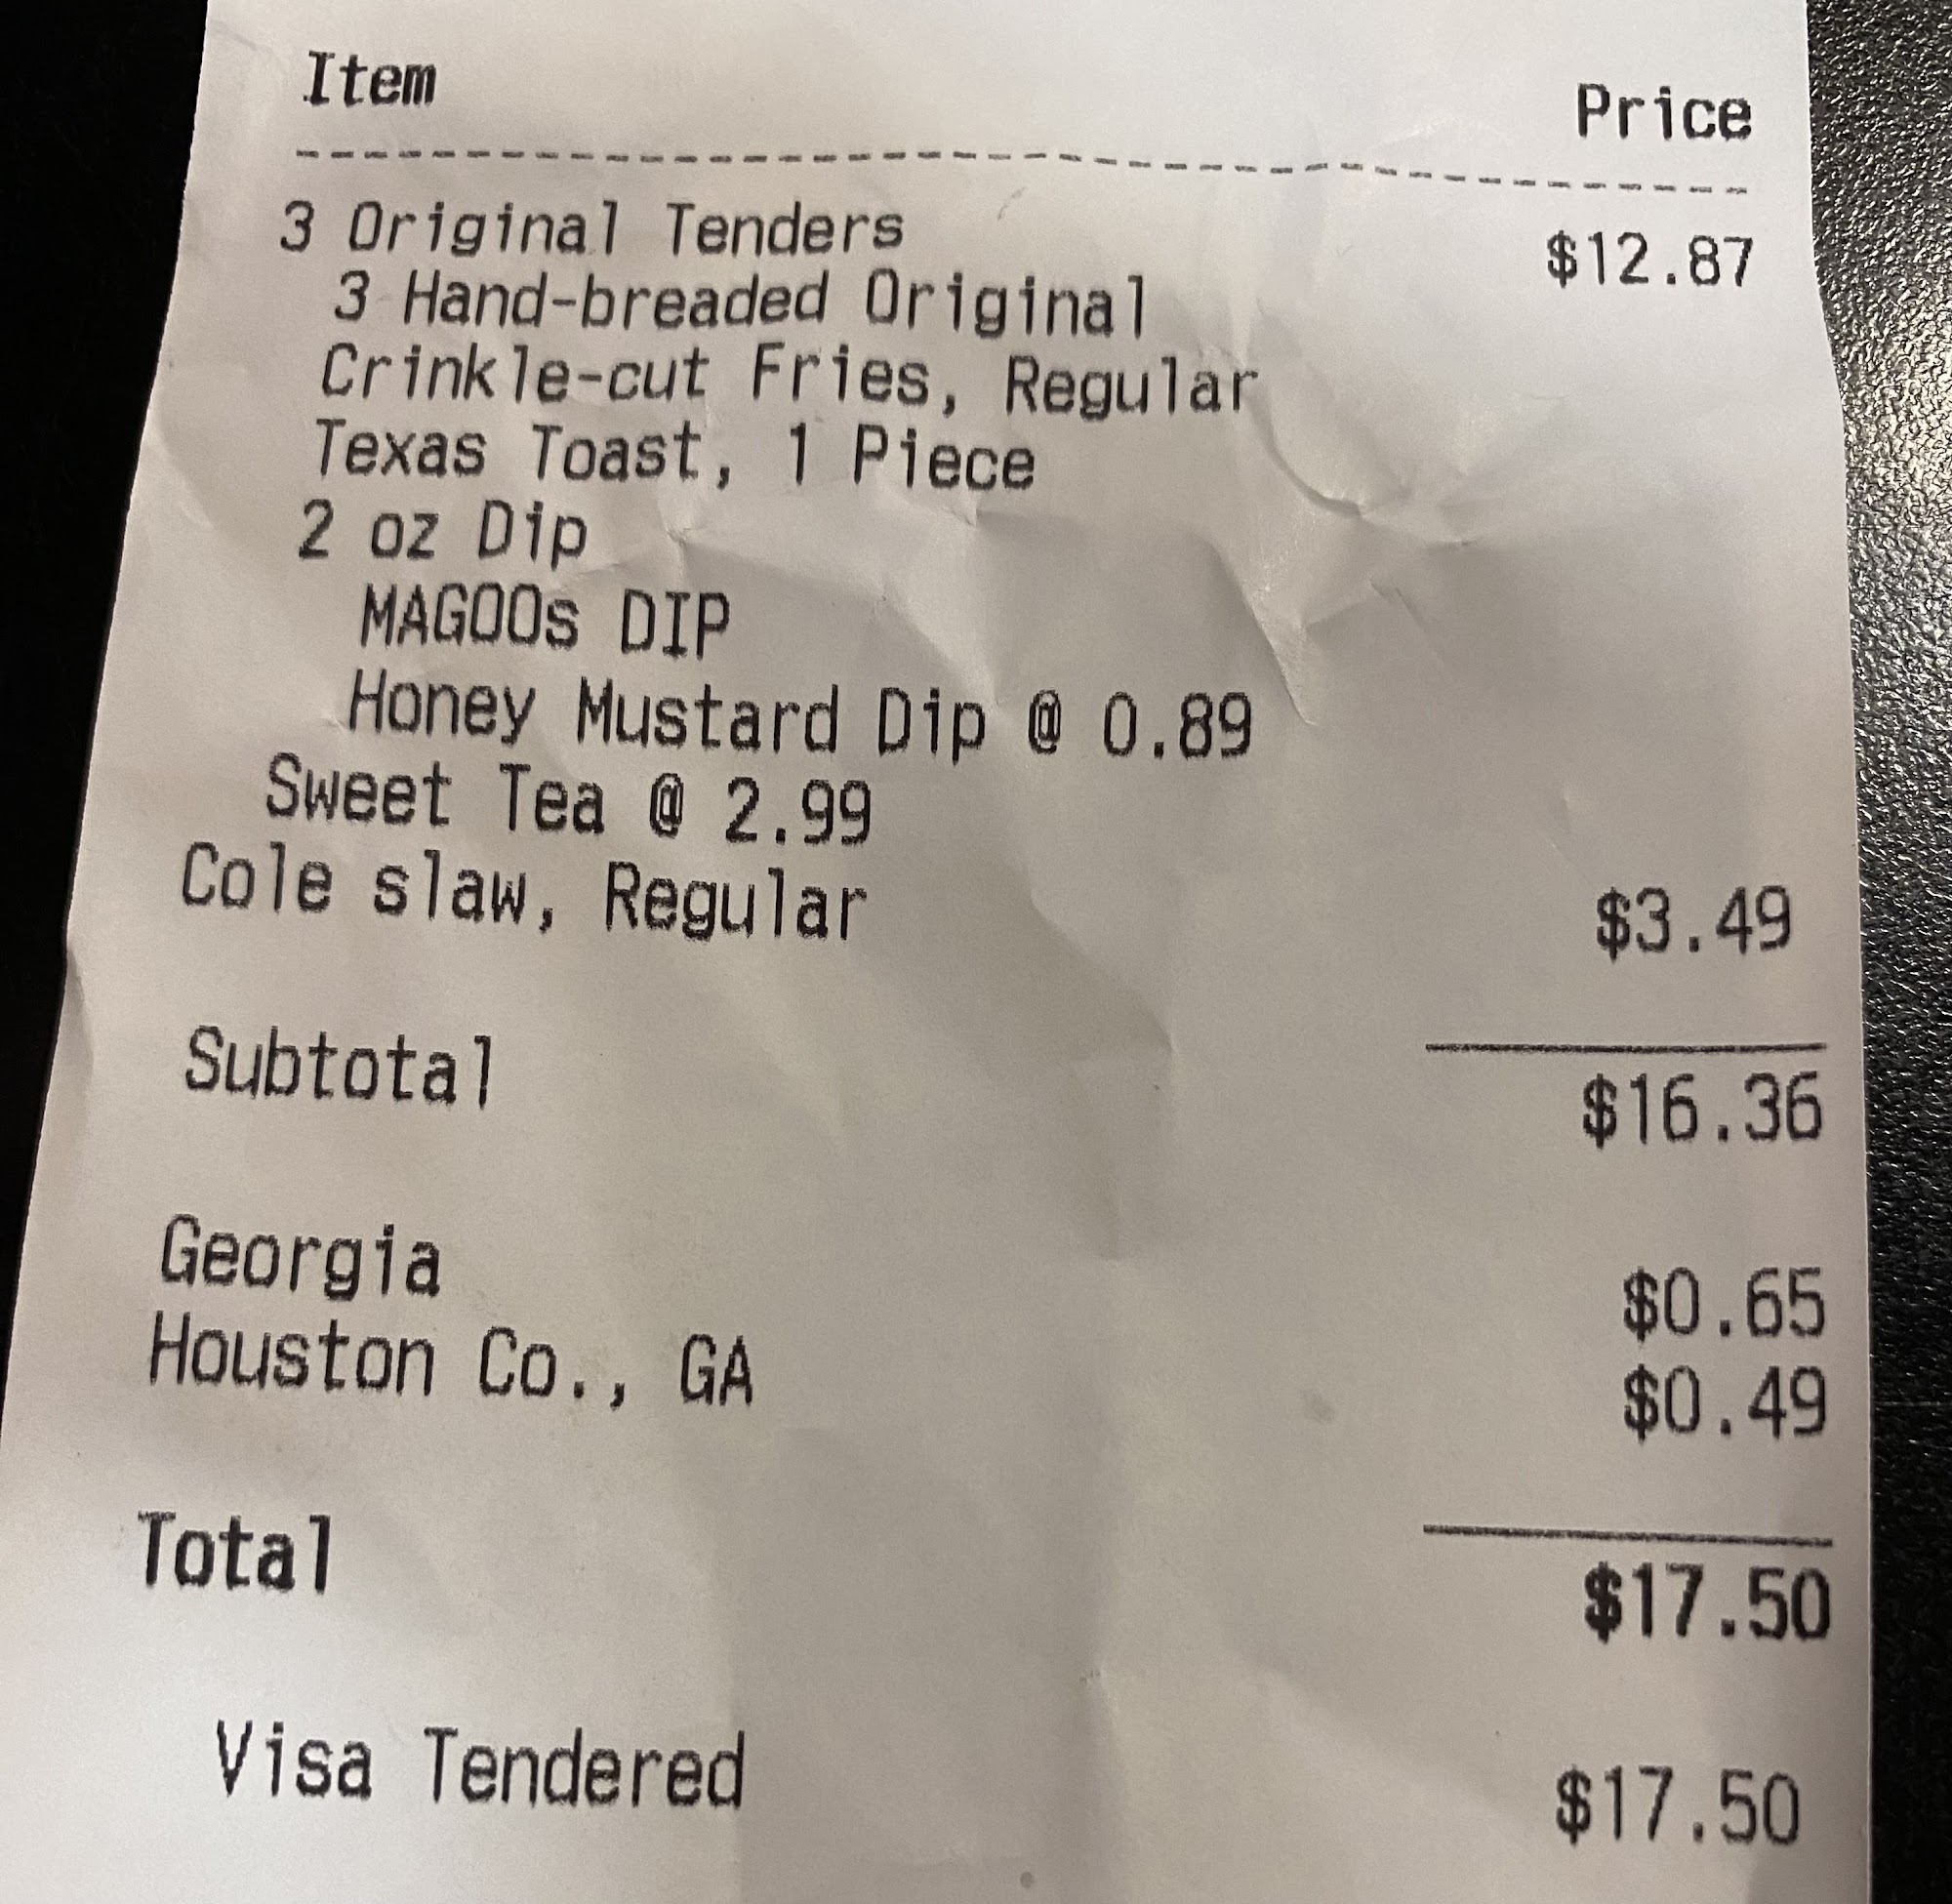 Item Price
3 Original Tenders $12.87
3 Hand-breaded Original
Crinkle-cut Fries, Regular
Texas Toast, 1 Piece
2 oz Dip
MAGOOs DIP
Honey Mustard Dip @ 0.89
Sweet Tea @ 2.99
Cole slaw, Regular $3.49
Subtotal $16.36
Georgia $0.65
Houston Co., GA $0.49
Total $17.50
Visa Tendered $17.50